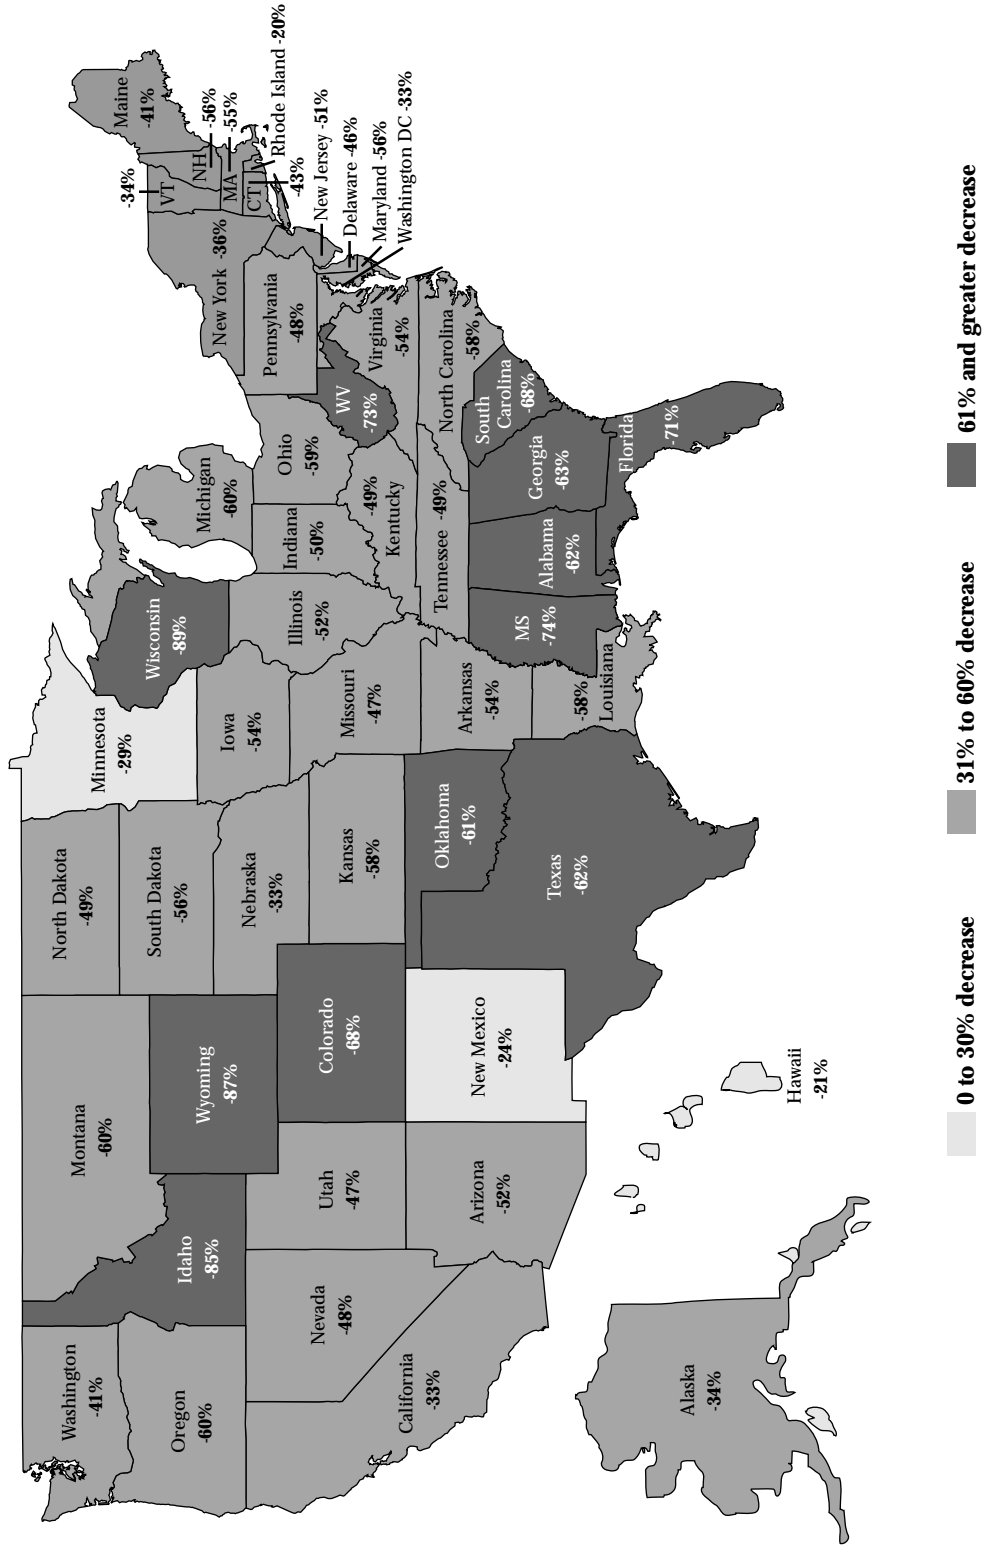 Washington
-41%
Oregon
-60%
California
-33%
Nevada
-48%
Idaho
-85%
Montana
-60%
Wyoming
-87%
Utah
-47%
Arizona
-52%
Colorado
-68%
New Mexico
-24%
North Dakota
-49%
South Dakota
-56%
Nebraska
-33%
Kansas
-58%
Oklahoma
-61%
Texas
-62%
Minnesota
-29%
Iowa
-54%
Missouri
-47%
Arkansas
-54%
-58%
Louisiana
Wisconsin
-89%
Illinois
-52%
Michigan
-60%
Indiana
-50%
Ohio
-59%
-49%
Kentucky
Tennessee -49%
MS
-74%
Alabama
-62%
Georgia
-63%
Florida
-71%
South
Carolina
-68%
North Carolina
-58%
Virginia
-54%
WV
-73%
Pennsylvania
-48%
New York -36%
-34%
VT
NH
-56%
Maine
-41%
MA
-55%
CT
-43%
Rhode Island -20%
New Jersey -51%
Delaware -46%
Maryland -56%
Washington DC -33%
Alaska
-34%
Hawaii
-21%
0 to 30% decrease
31% to 60% decrease
61% and greater decrease